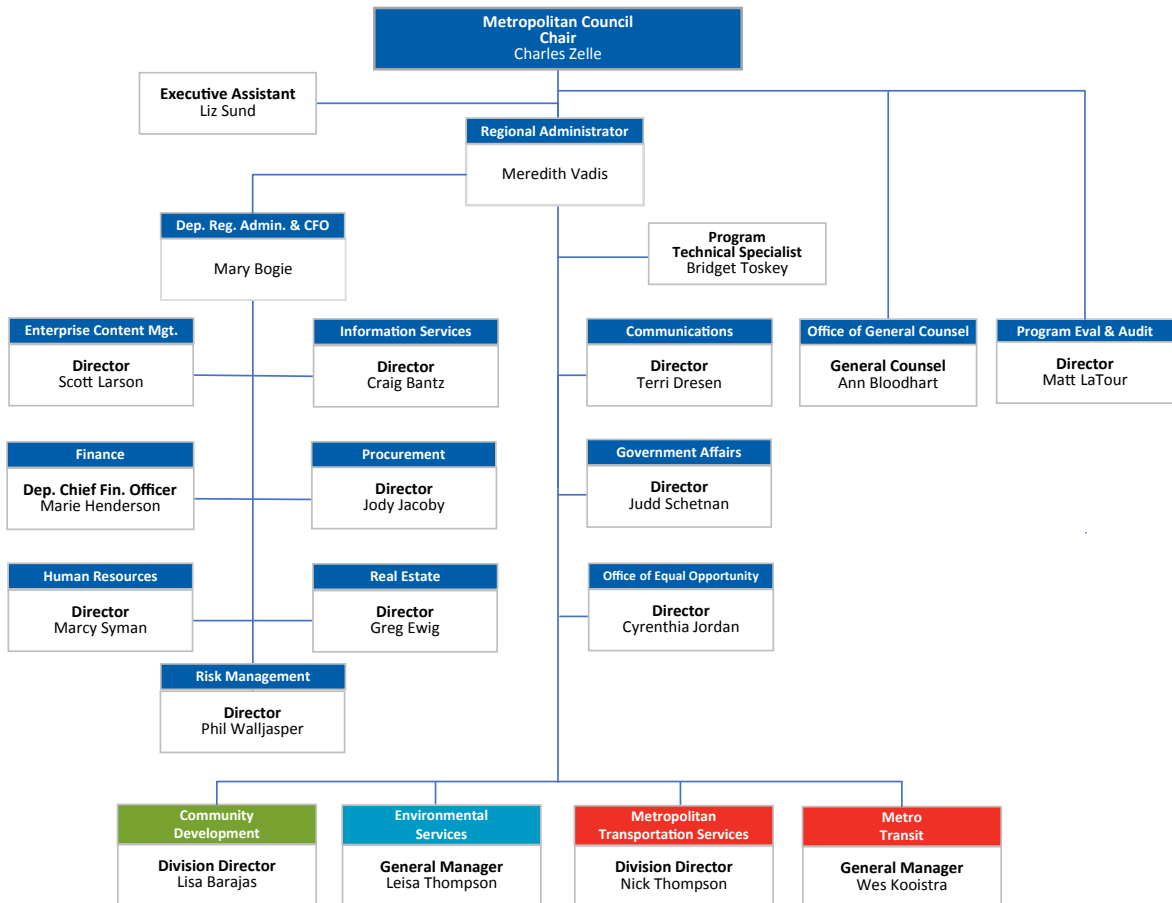 Metropolitan Council
Chair
Charles Zelle
Executive Assistant
Liz Sund
Regional Administrator
Meredith Vadis
Dep. Reg. Admin. & CFO
Mary Bogie
Program
Technical Specialist
Bridget Toskey
Enterprise Content Mgt.
Director
Scott Larson
Information Services
Director
Craig Bantz
Communications
Director
Terri Dresen
Office of General Counsel
General Counsel
Ann Bloodhart
Program Eval & Audit
Director
Matt LaTour
Finance
Dep. Chief Fin. Officer
Marie Henderson
Procurement
Director
Jody Jacoby
Government Affairs
Director
Judd Schetnan
Human Resources
Director
Marcy Syman
Real Estate
Director
Greg Ewig
Office of Equal Opportunity
Director
Cyrenthia Jordan
Risk Management
Director
Phil Walljasper
Community
Development
Division Director
Lisa Barajas
Environmental
Services
General Manager
Leisa Thompson
Metropolitan
Transportation Services
Division Director
Nick Thompson
Metro
Transit
General Manager
Wes Kooistra